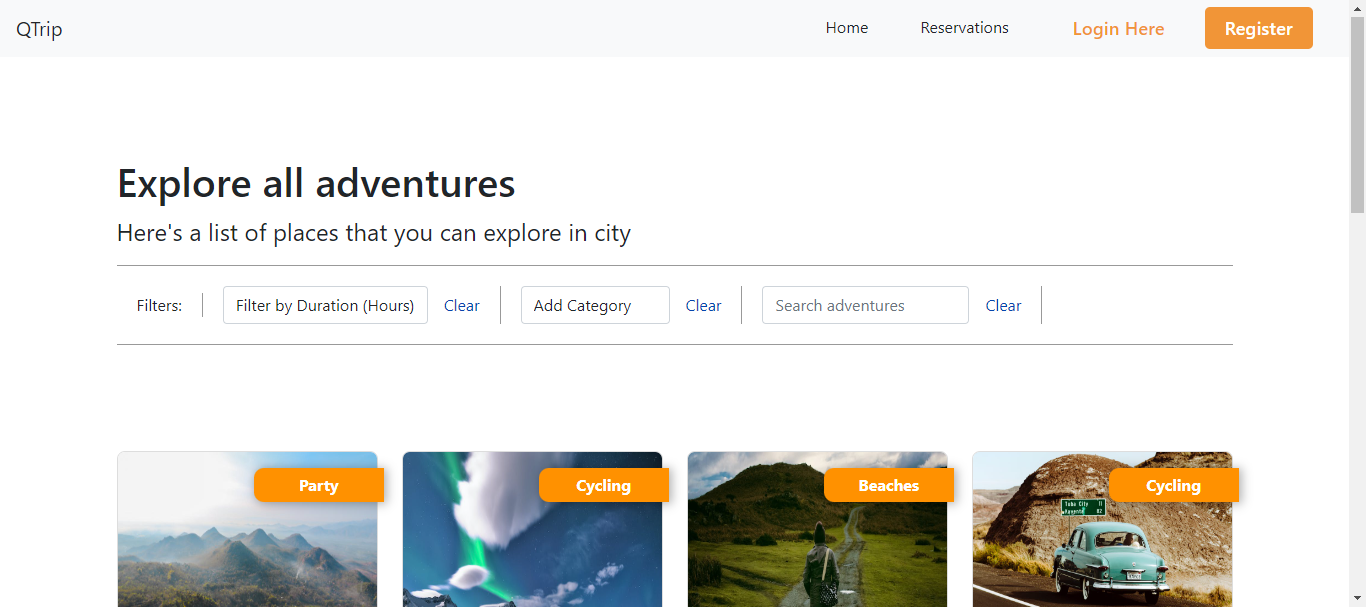 QTrip
Home
Reservations
Login Here
Register
Explore all adventures
Here's a list of places that you can explore in city
Filters:
Filter by Duration (Hours)
Clear
Add Category
Clear
Search adventures
Clear
Party
Cycling
Beaches
Cycling